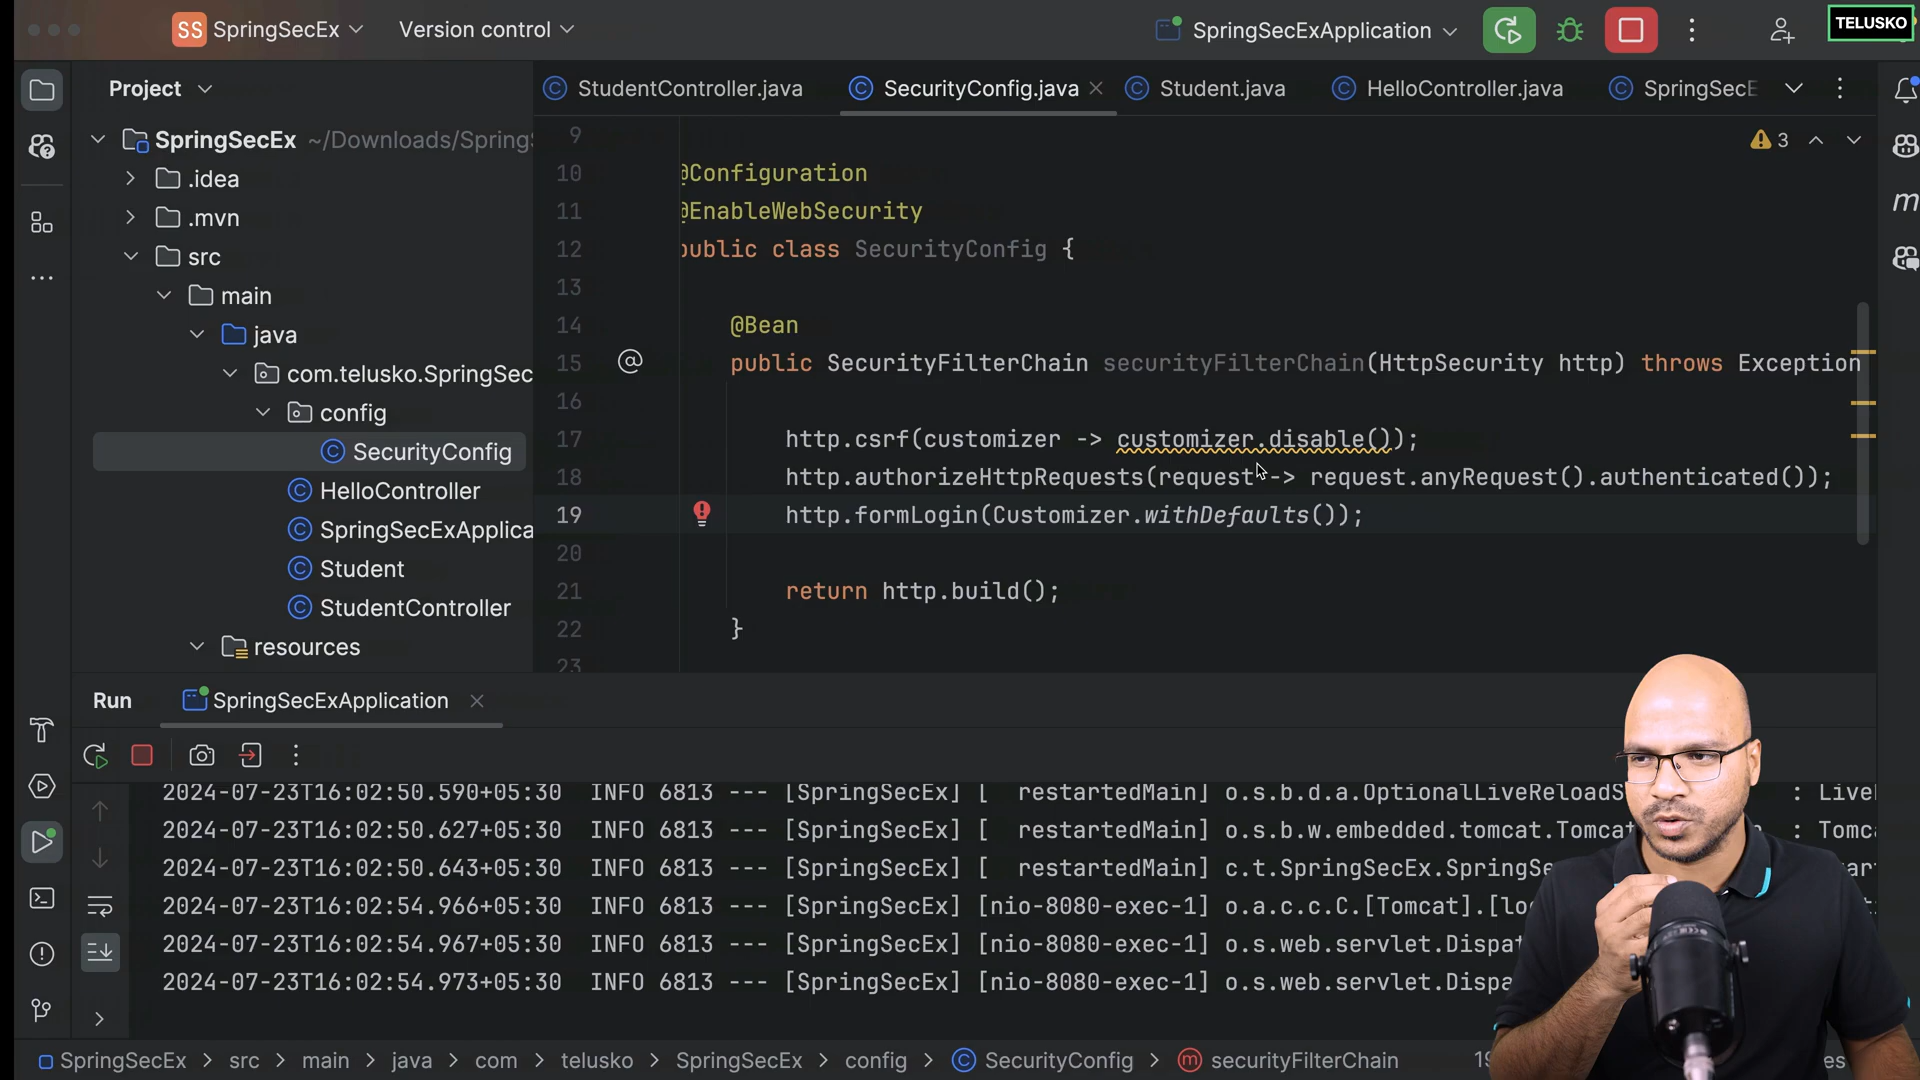 SS SpringSecEx Version control SpringSecExApplication TELUSKO
Project StudentController.java SecurityConfig.java Student.java HelloController.java SpringSecE
SpringSecEx ~/Downloads/Spring
.idea
.mvn
src
main
java
com.telusko.SpringSec
config
SecurityConfig
HelloController
SpringSecExApplica
Student
StudentController
resources
3
9
10 @Configuration
11 @EnableWebSecurity
12 public class SecurityConfig {
13
14 @Bean
15 @ public SecurityFilterChain securityFilterChain(HttpSecurity http) throws Exception
16
17 http.csrf(customizer -> customizer.disable());
18 http.authorizeHttpRequests(request -> request.anyRequest().authenticated());
19 http.formLogin(Customizer.withDefaults());
20
21 return http.build();
22 }
23
Run SpringSecExApplication
2024-07-23T16:02:50.590+05:30 INFO 6813 --- [SpringSecEx] [ restartedMain] o.s.b.d.a.OptionalLiveReloadS : Live
2024-07-23T16:02:50.627+05:30 INFO 6813 --- [SpringSecEx] [ restartedMain] o.s.b.w.embedded.tomcat.Tomcat : Tomc
2024-07-23T16:02:50.643+05:30 INFO 6813 --- [SpringSecEx] [ restartedMain] c.t.SpringSecEx.SpringSe
2024-07-23T16:02:54.966+05:30 INFO 6813 --- [SpringSecEx] [nio-8080-exec-1] o.a.c.c.C.[Tomcat].[loc
2024-07-23T16:02:54.967+05:30 INFO 6813 --- [SpringSecEx] [nio-8080-exec-1] o.s.web.servlet.Dispat
2024-07-23T16:02:54.973+05:30 INFO 6813 --- [SpringSecEx] [nio-8080-exec-1] o.s.web.servlet.Dispa
SpringSecEx > src > main > java > com > telusko > SpringSecEx > config > SecurityConfig > securityFilterChain